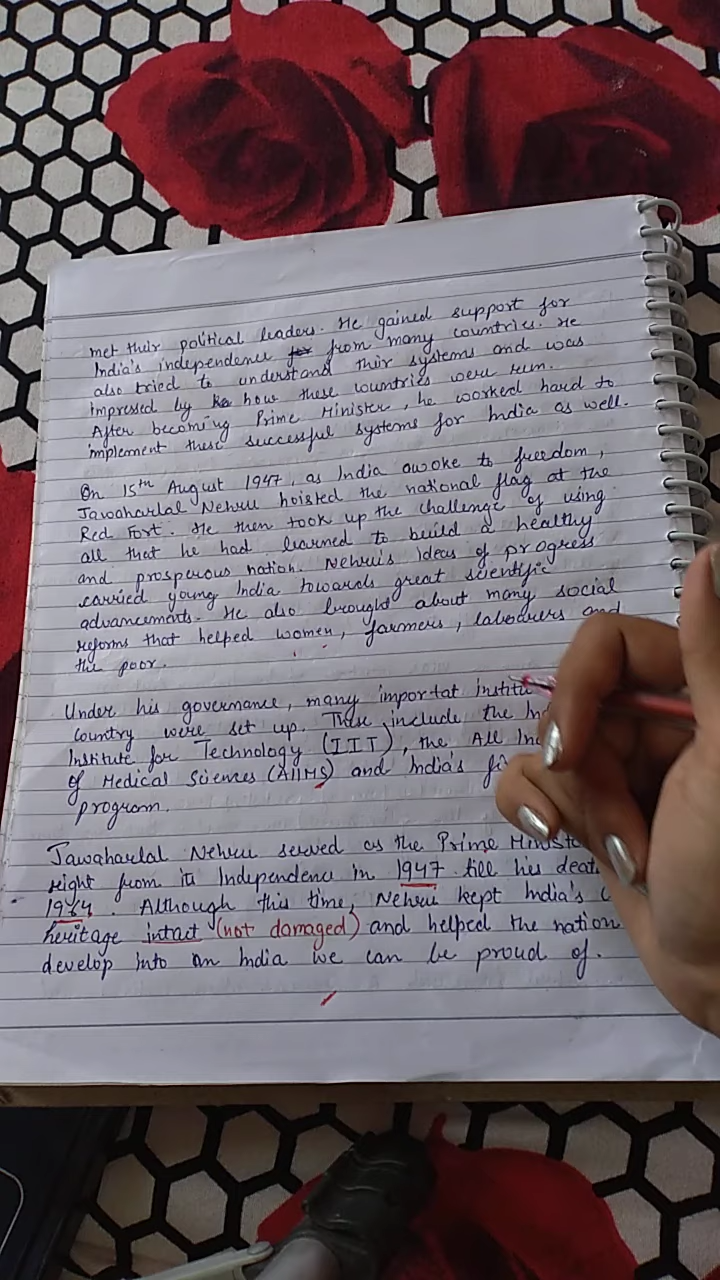 met their political leaders. He gained support for
India's independence for from many countries. He
also tried to understand their systems and was
impressed by ho how these countries were run.
After becoming Prime Minister, he worked hard to
implement these successful systems for India as well.
On 15th August 1947, as India awoke to freedom,
Jawaharlal Nehru hoisted the national flag at the
Red Fort. He then took up the challenge of using
all that he had learned to build a healthy
and prosperous nation. Nehru's ideas of progress
carried young India towards great scientific
advancements. He also brought about many social
reforms that helped women, farmers, labourers and
the poor.
Under his governance, many importat institu
country were set up. These include the In
Institute for Technology (IIT), the All In
of Medical Sciences (AIIMS) and India's
program.
Jawaharlal Nehru served as the Prime Ministe
right from its Independence in 1947 till his deat
1964. Although this time, Nehru kept India's
heritage intact (not damaged) and helped the nation
develop into an India we can be proud of.